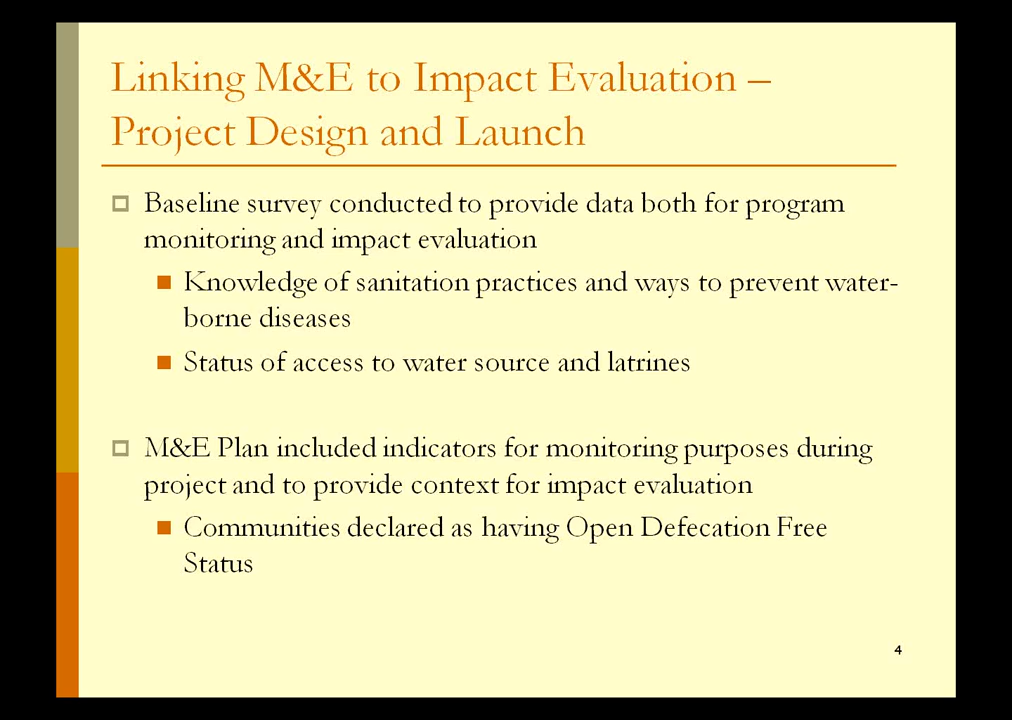 Linking M&E to Impact Evaluation –
Project Design and Launch
Baseline survey conducted to provide data both for program
monitoring and impact evaluation
Knowledge of sanitation practices and ways to prevent water-
borne diseases
Status of access to water source and latrines
M&E Plan included indicators for monitoring purposes during
project and to provide context for impact evaluation
Communities declared as having Open Defecation Free
Status
4